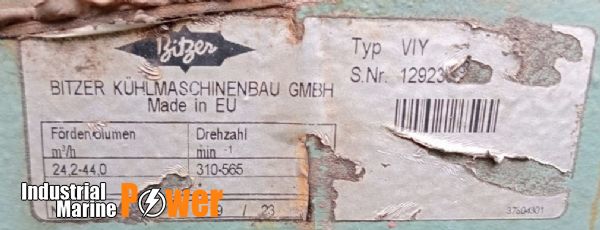 Bitzer
BITZER KÜHLMASCHINENBAU GMBH
Made in EU
Fördervolumen Drehzahl
m³/h min -1
24,2-44,0 310-565
9 / 23
Typ VIY
S.Nr. 12923
37604301
Industrial
Marine Power